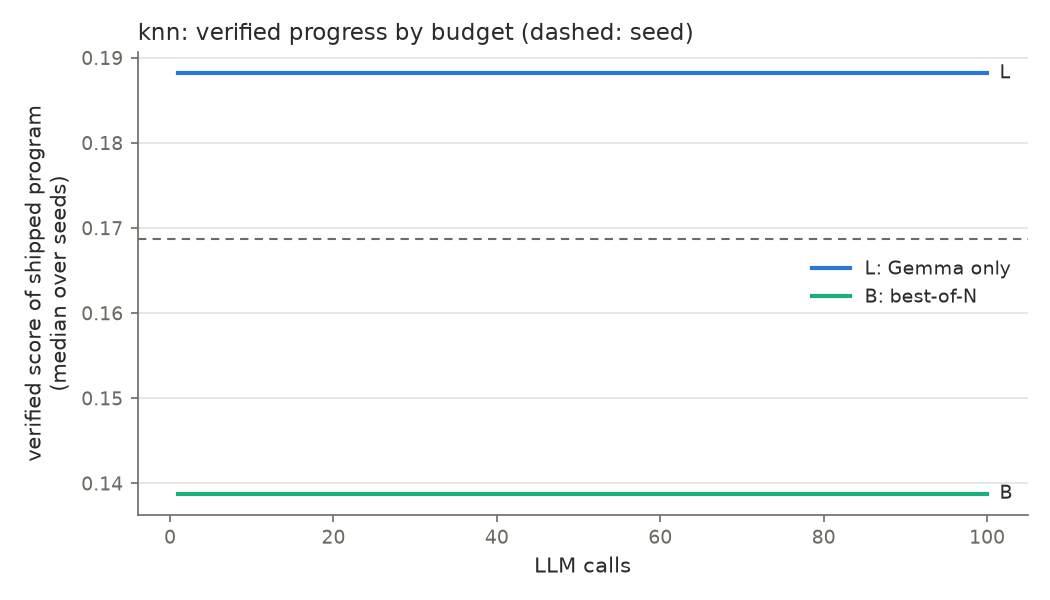 knn: verified progress by budget (dashed: seed)
verified score of shipped program
(median over seeds)
0.19
0.18
0.17
0.16
0.15
0.14
L
L: Gemma only
B: best-of-N
B
0
20
40
60
80
100
LLM calls